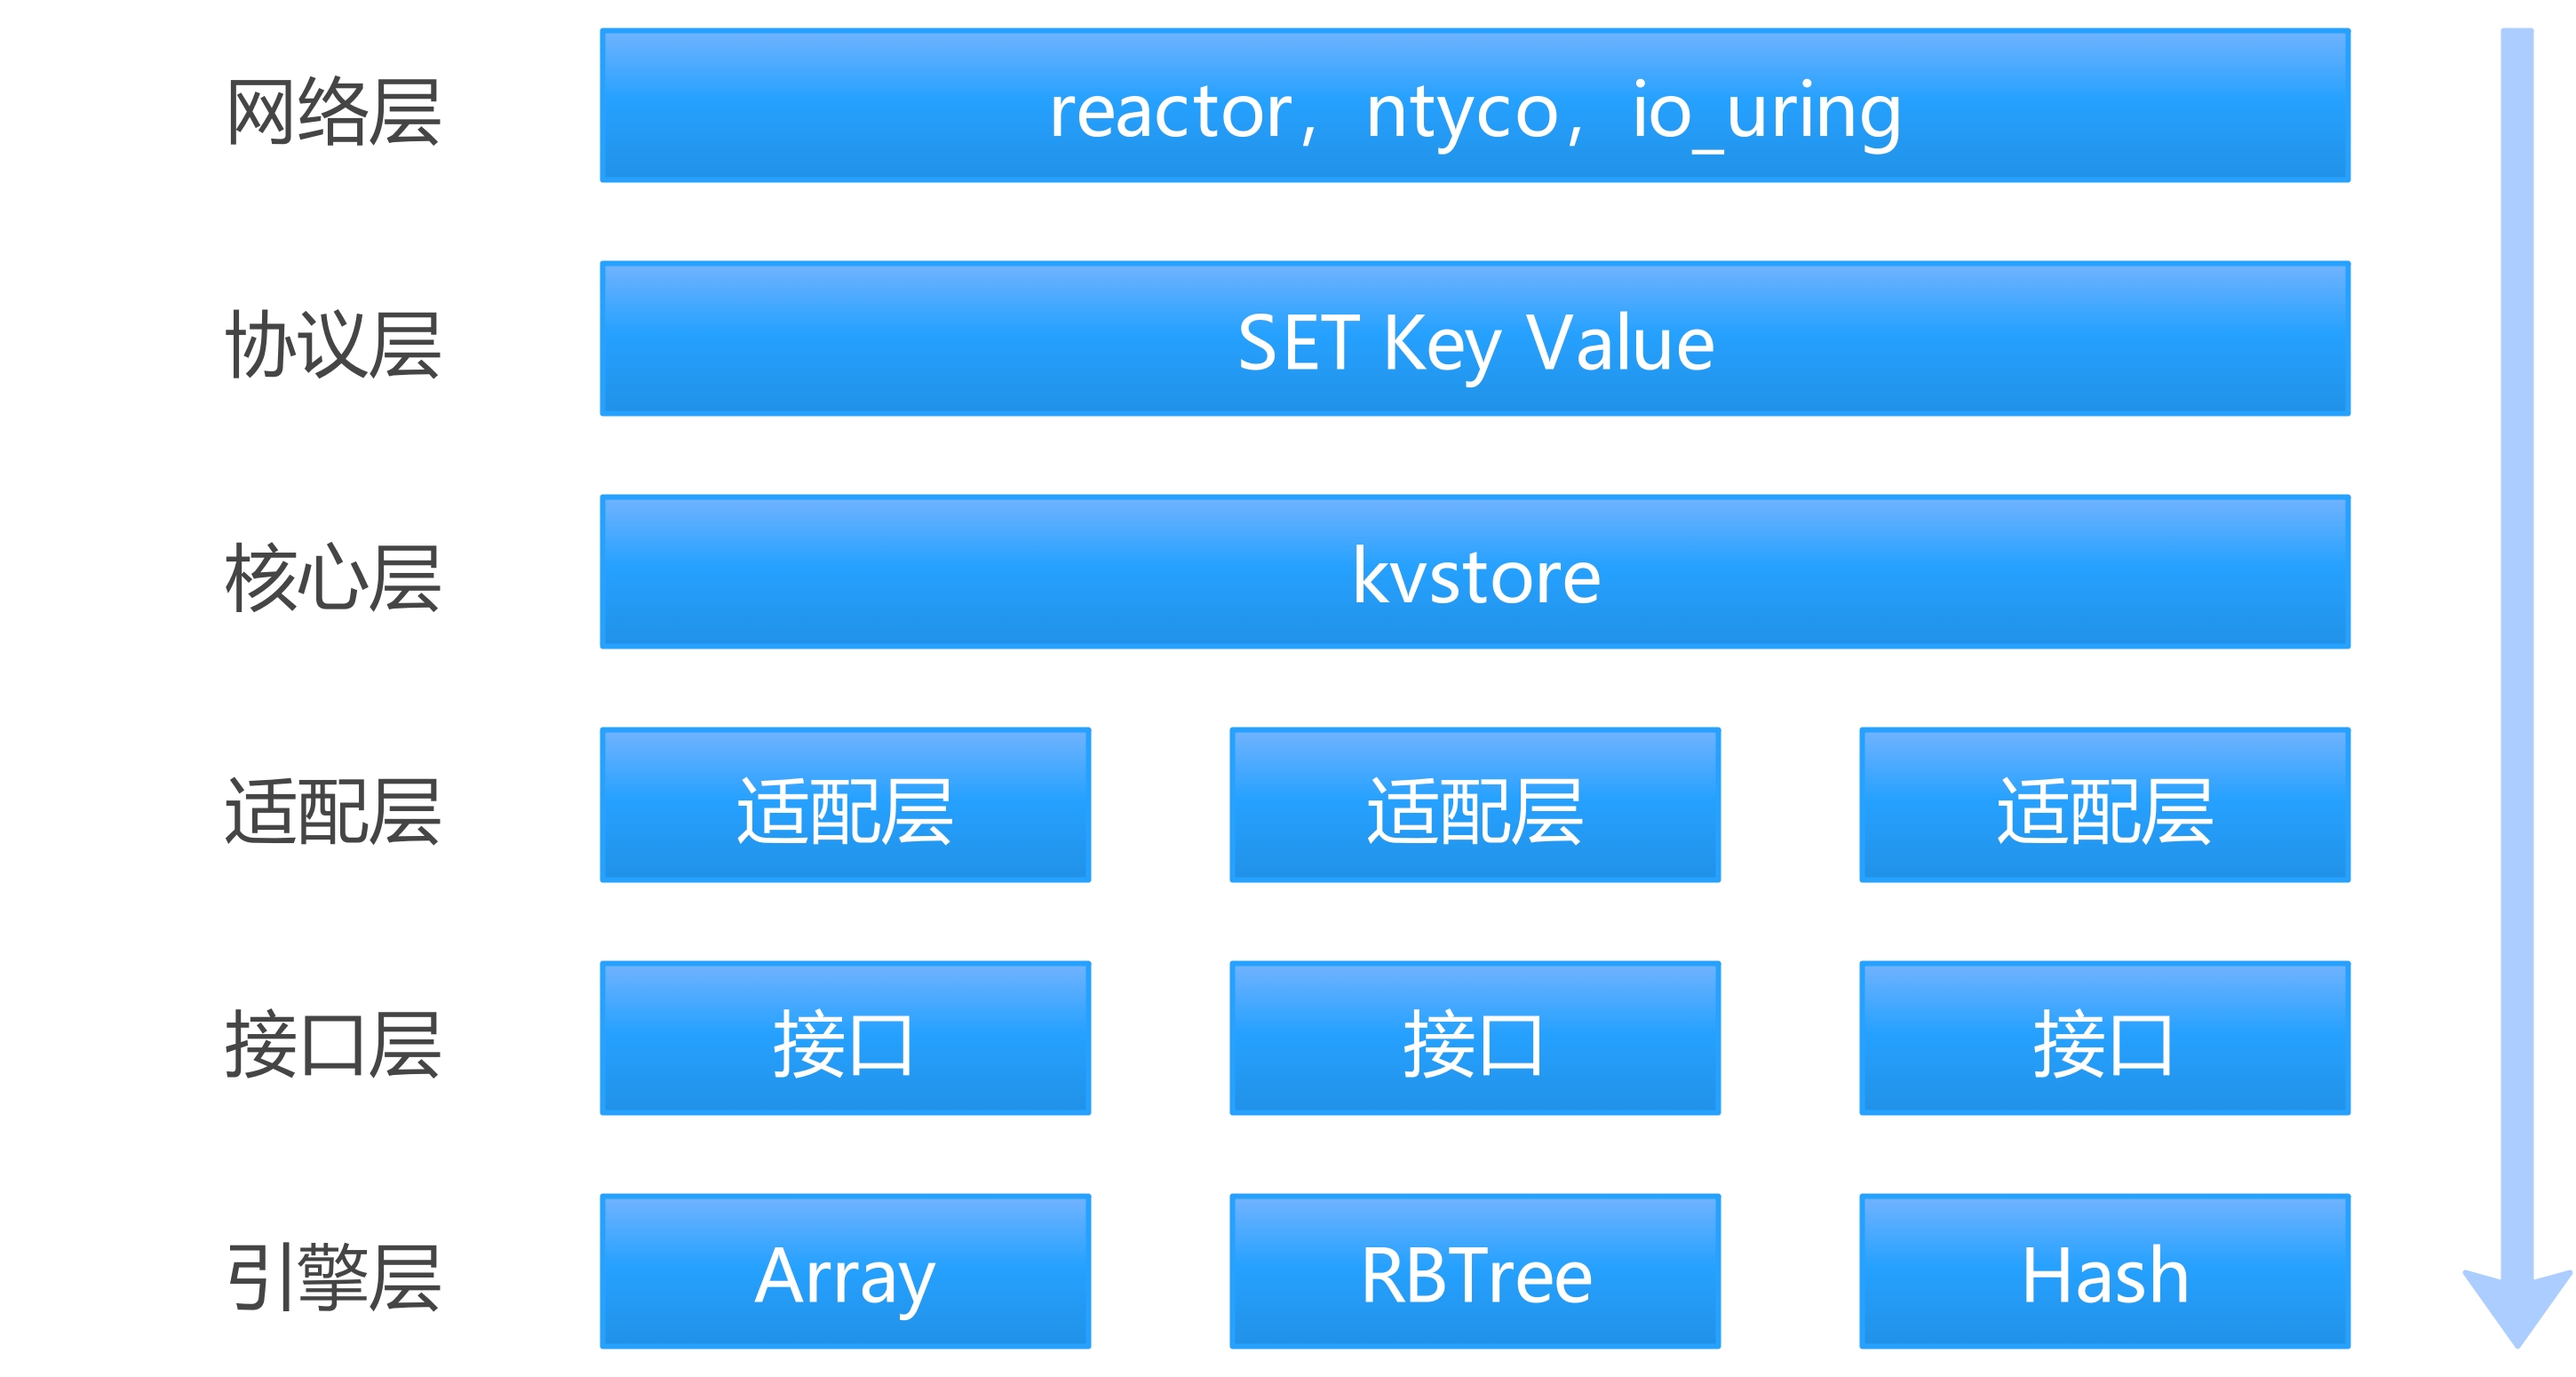 网络层
reactor，ntyco，io_uring
协议层
SET Key Value
核心层
kvstore
适配层
适配层
适配层
适配层
接口层
接口
接口
接口
引擎层
Array
RBTree
Hash